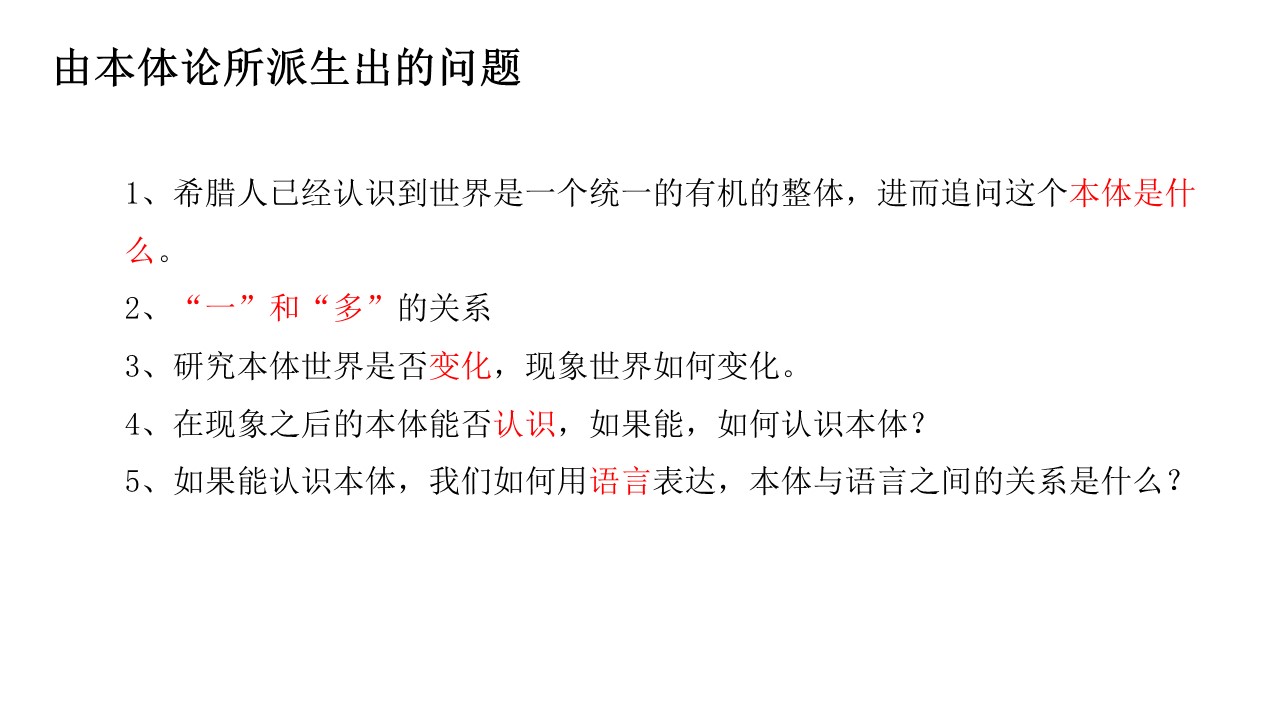 由本体论所派生出的问题
1、希腊人已经认识到世界是一个统一的有机的整体，进而追问这个本体是什
么。
2、“一”和“多”的关系
3、研究本体世界是否变化，现象世界如何变化。
4、在现象之后的本体能否认识，如果能，如何认识本体？
5、如果能认识本体，我们如何用语言表达，本体与语言之间的关系是什么？